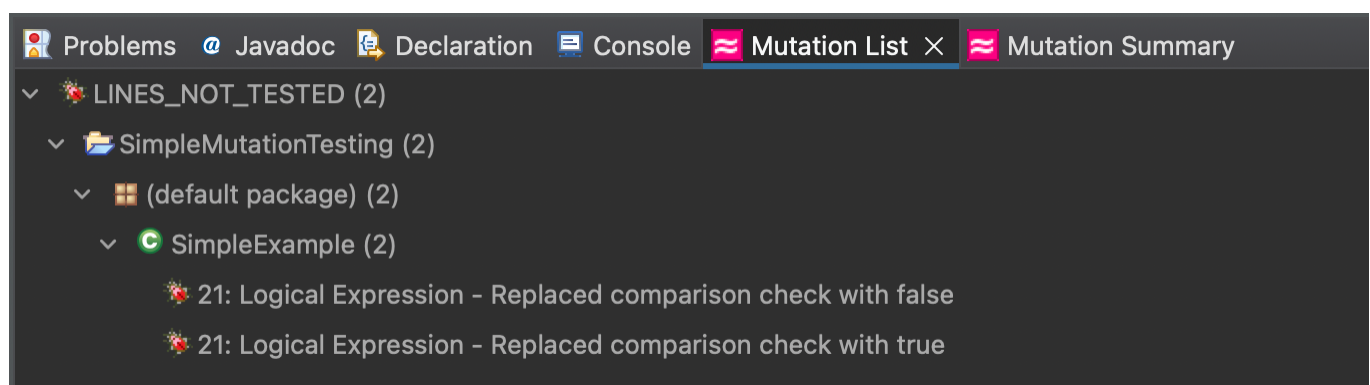 Problems @ Javadoc Declaration Console Mutation List × Mutation Summary
LINES_NOT_TESTED (2)
SimpleMutationTesting (2)
(default package) (2)
C SimpleExample (2)
21: Logical Expression - Replaced comparison check with false
21: Logical Expression - Replaced comparison check with true